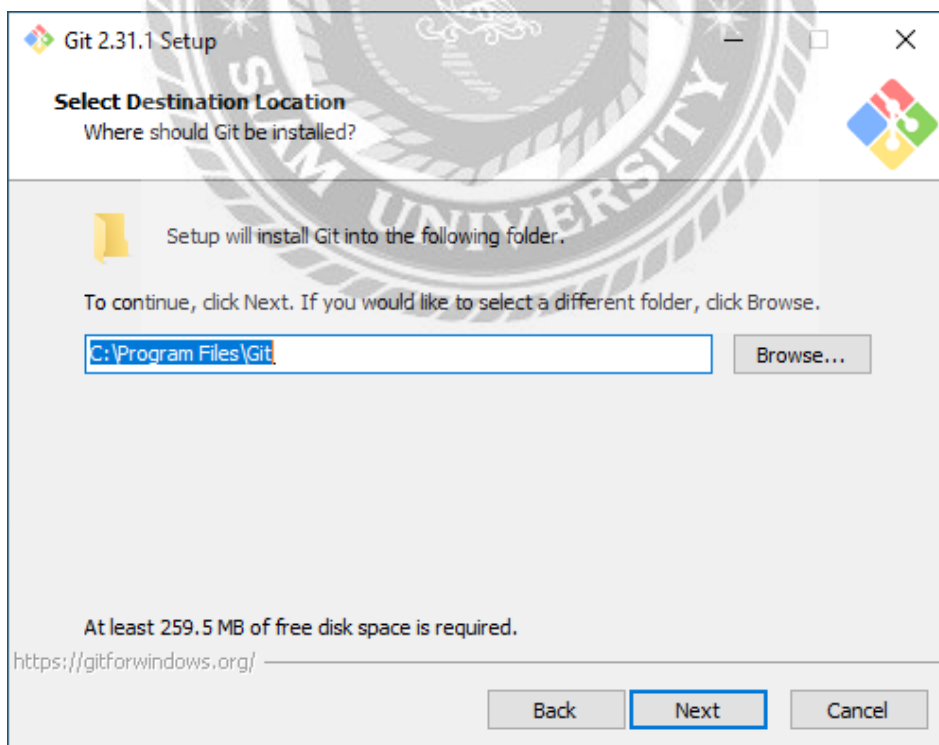 Git 2.31.1 Setup
Select Destination Location
Where should Git be installed?
SIAM UNIVERSITY
Setup will install Git into the following folder.
To continue, click Next. If you would like to select a different folder, click Browse.
C:\Program Files\Git
Browse...
At least 259.5 MB of free disk space is required.
https://gitforwindows.org/
Back
Next
Cancel